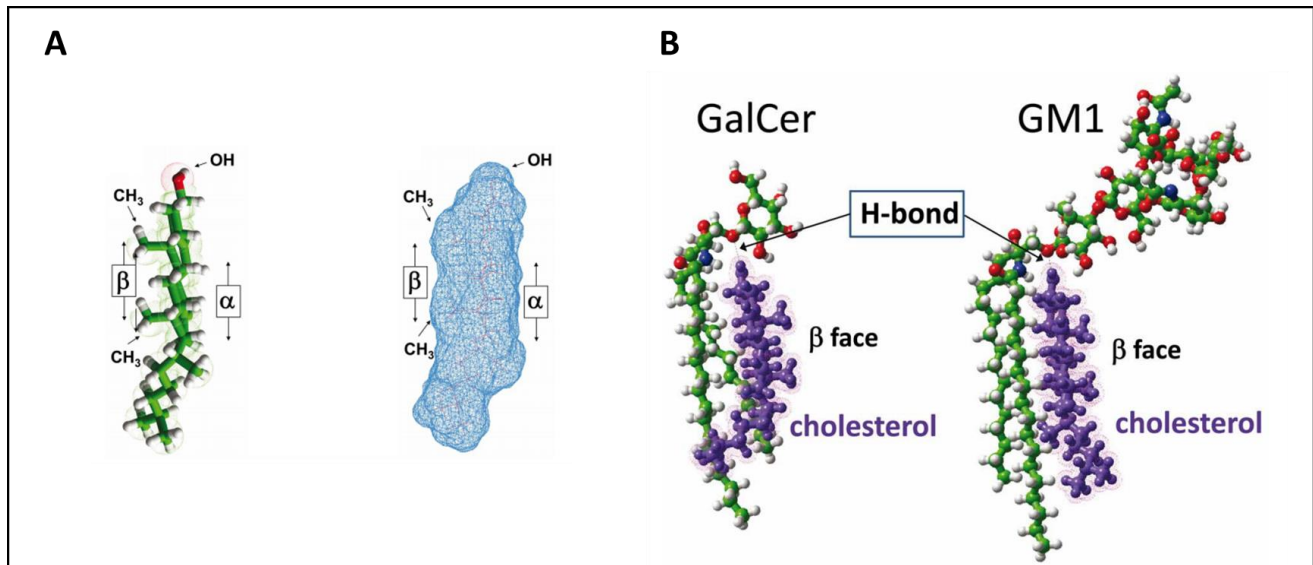 A
OH
CH3
β
α
CH3
OH
CH3
β
α
CH3
B
GalCer
GM1
H-bond
β face
cholesterol
β face
cholesterol